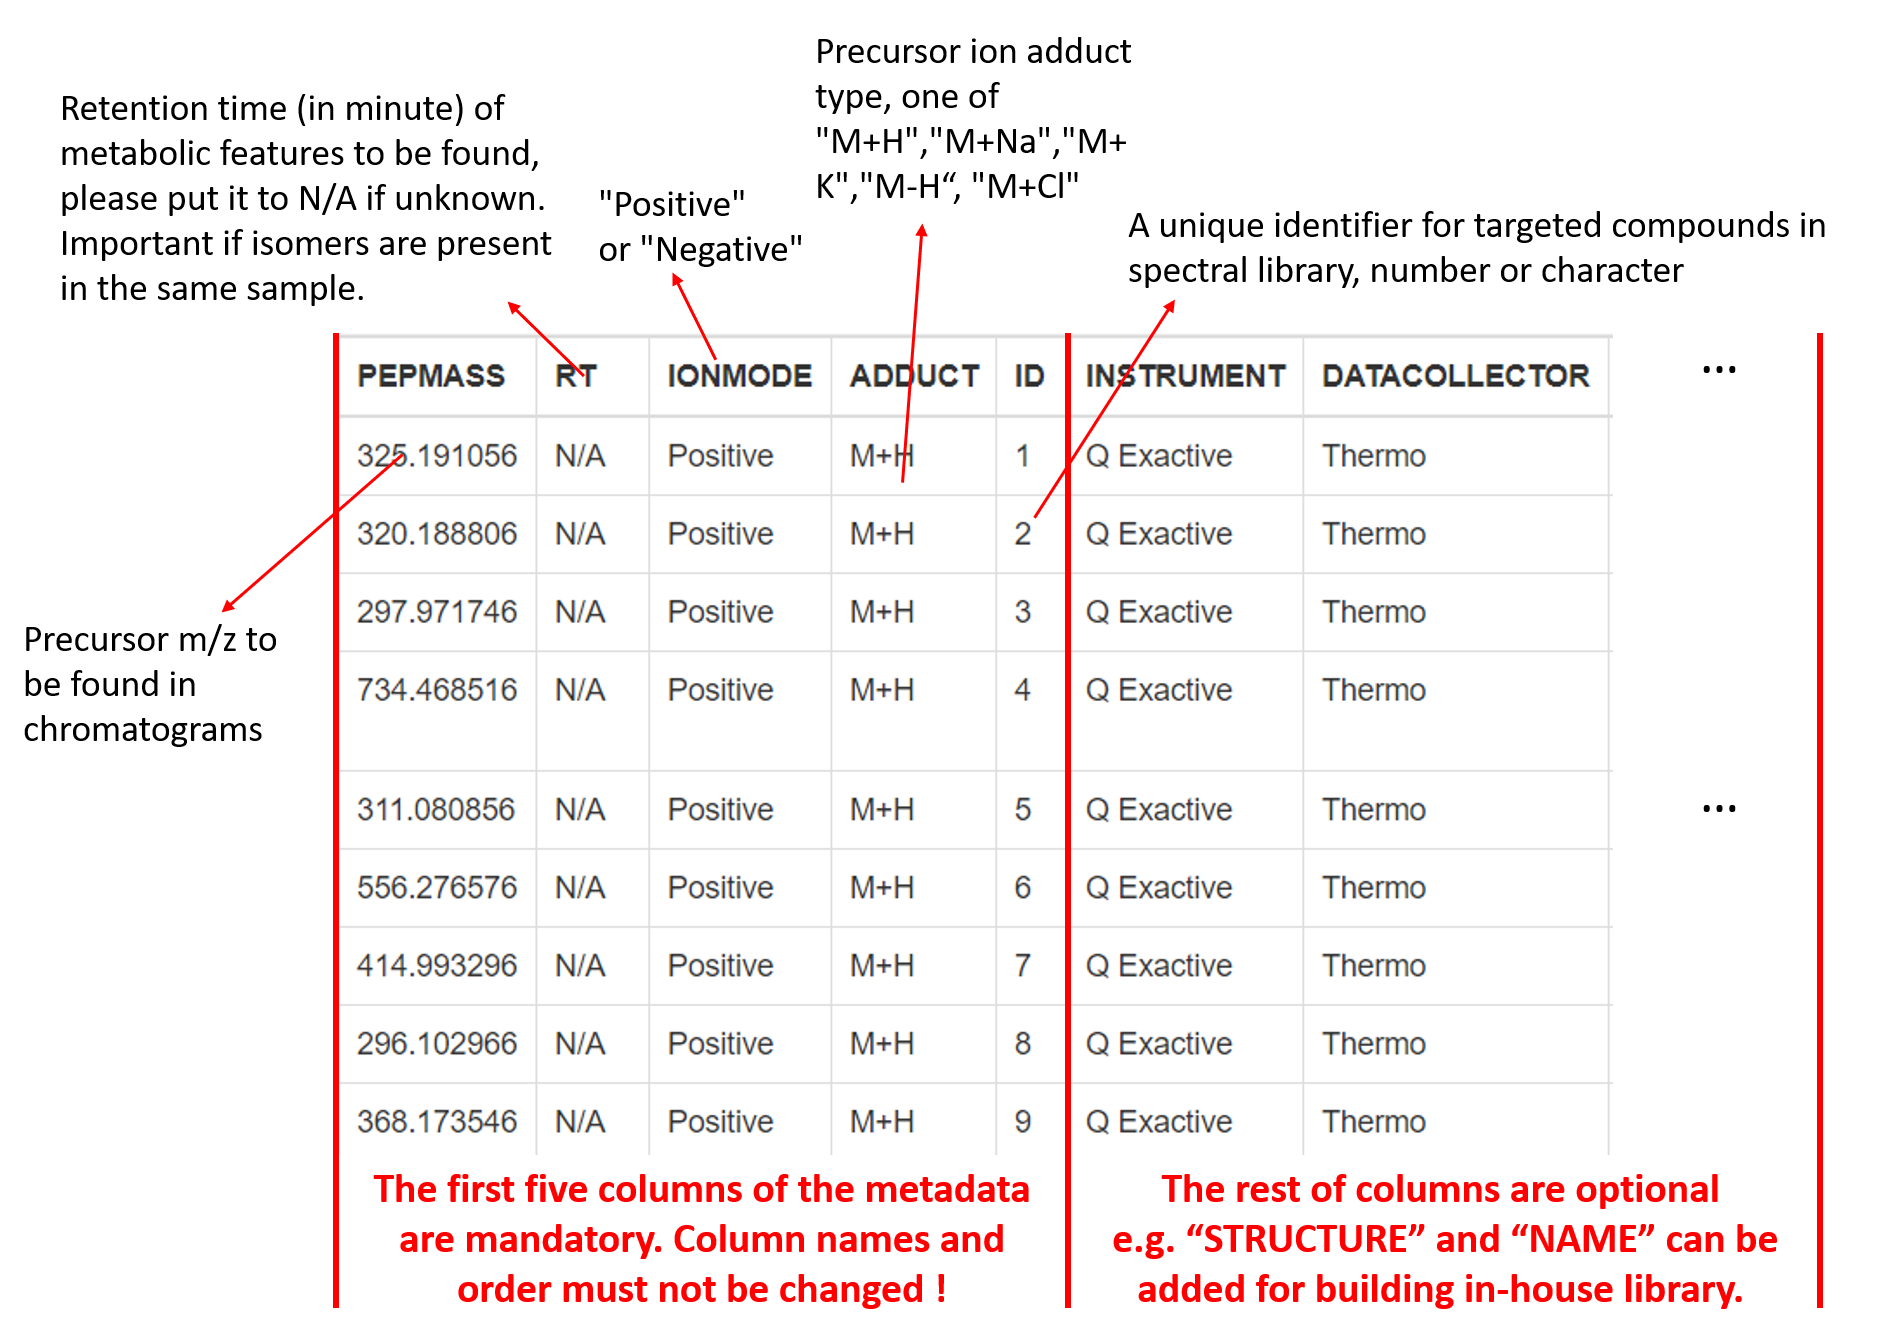 Precursor ion adduct
type, one of
"M+H","M+Na","M+
K","M-H“, "M+Cl"
Retention time (in minute) of
metabolic features to be found,
please put it to N/A if unknown.
Important if isomers are present
in the same sample.
"Positive"
or "Negative"
A unique identifier for targeted compounds in
spectral library, number or character
PEPMASS RT IONMODE ADDUCT ID INSTRUMENT DATACOLLECTOR ...
325.191056 N/A Positive M+H 1 Q Exactive Thermo
320.188806 N/A Positive M+H 2 Q Exactive Thermo
297.971746 N/A Positive M+H 3 Q Exactive Thermo
734.468516 N/A Positive M+H 4 Q Exactive Thermo
311.080856 N/A Positive M+H 5 Q Exactive Thermo ...
556.276576 N/A Positive M+H 6 Q Exactive Thermo
414.993296 N/A Positive M+H 7 Q Exactive Thermo
296.102966 N/A Positive M+H 8 Q Exactive Thermo
368.173546 N/A Positive M+H 9 Q Exactive Thermo
Precursor m/z to
be found in
chromatograms
The first five columns of the metadata
are mandatory. Column names and
order must not be changed !
The rest of columns are optional
e.g. “STRUCTURE” and “NAME” can be
added for building in-house library.